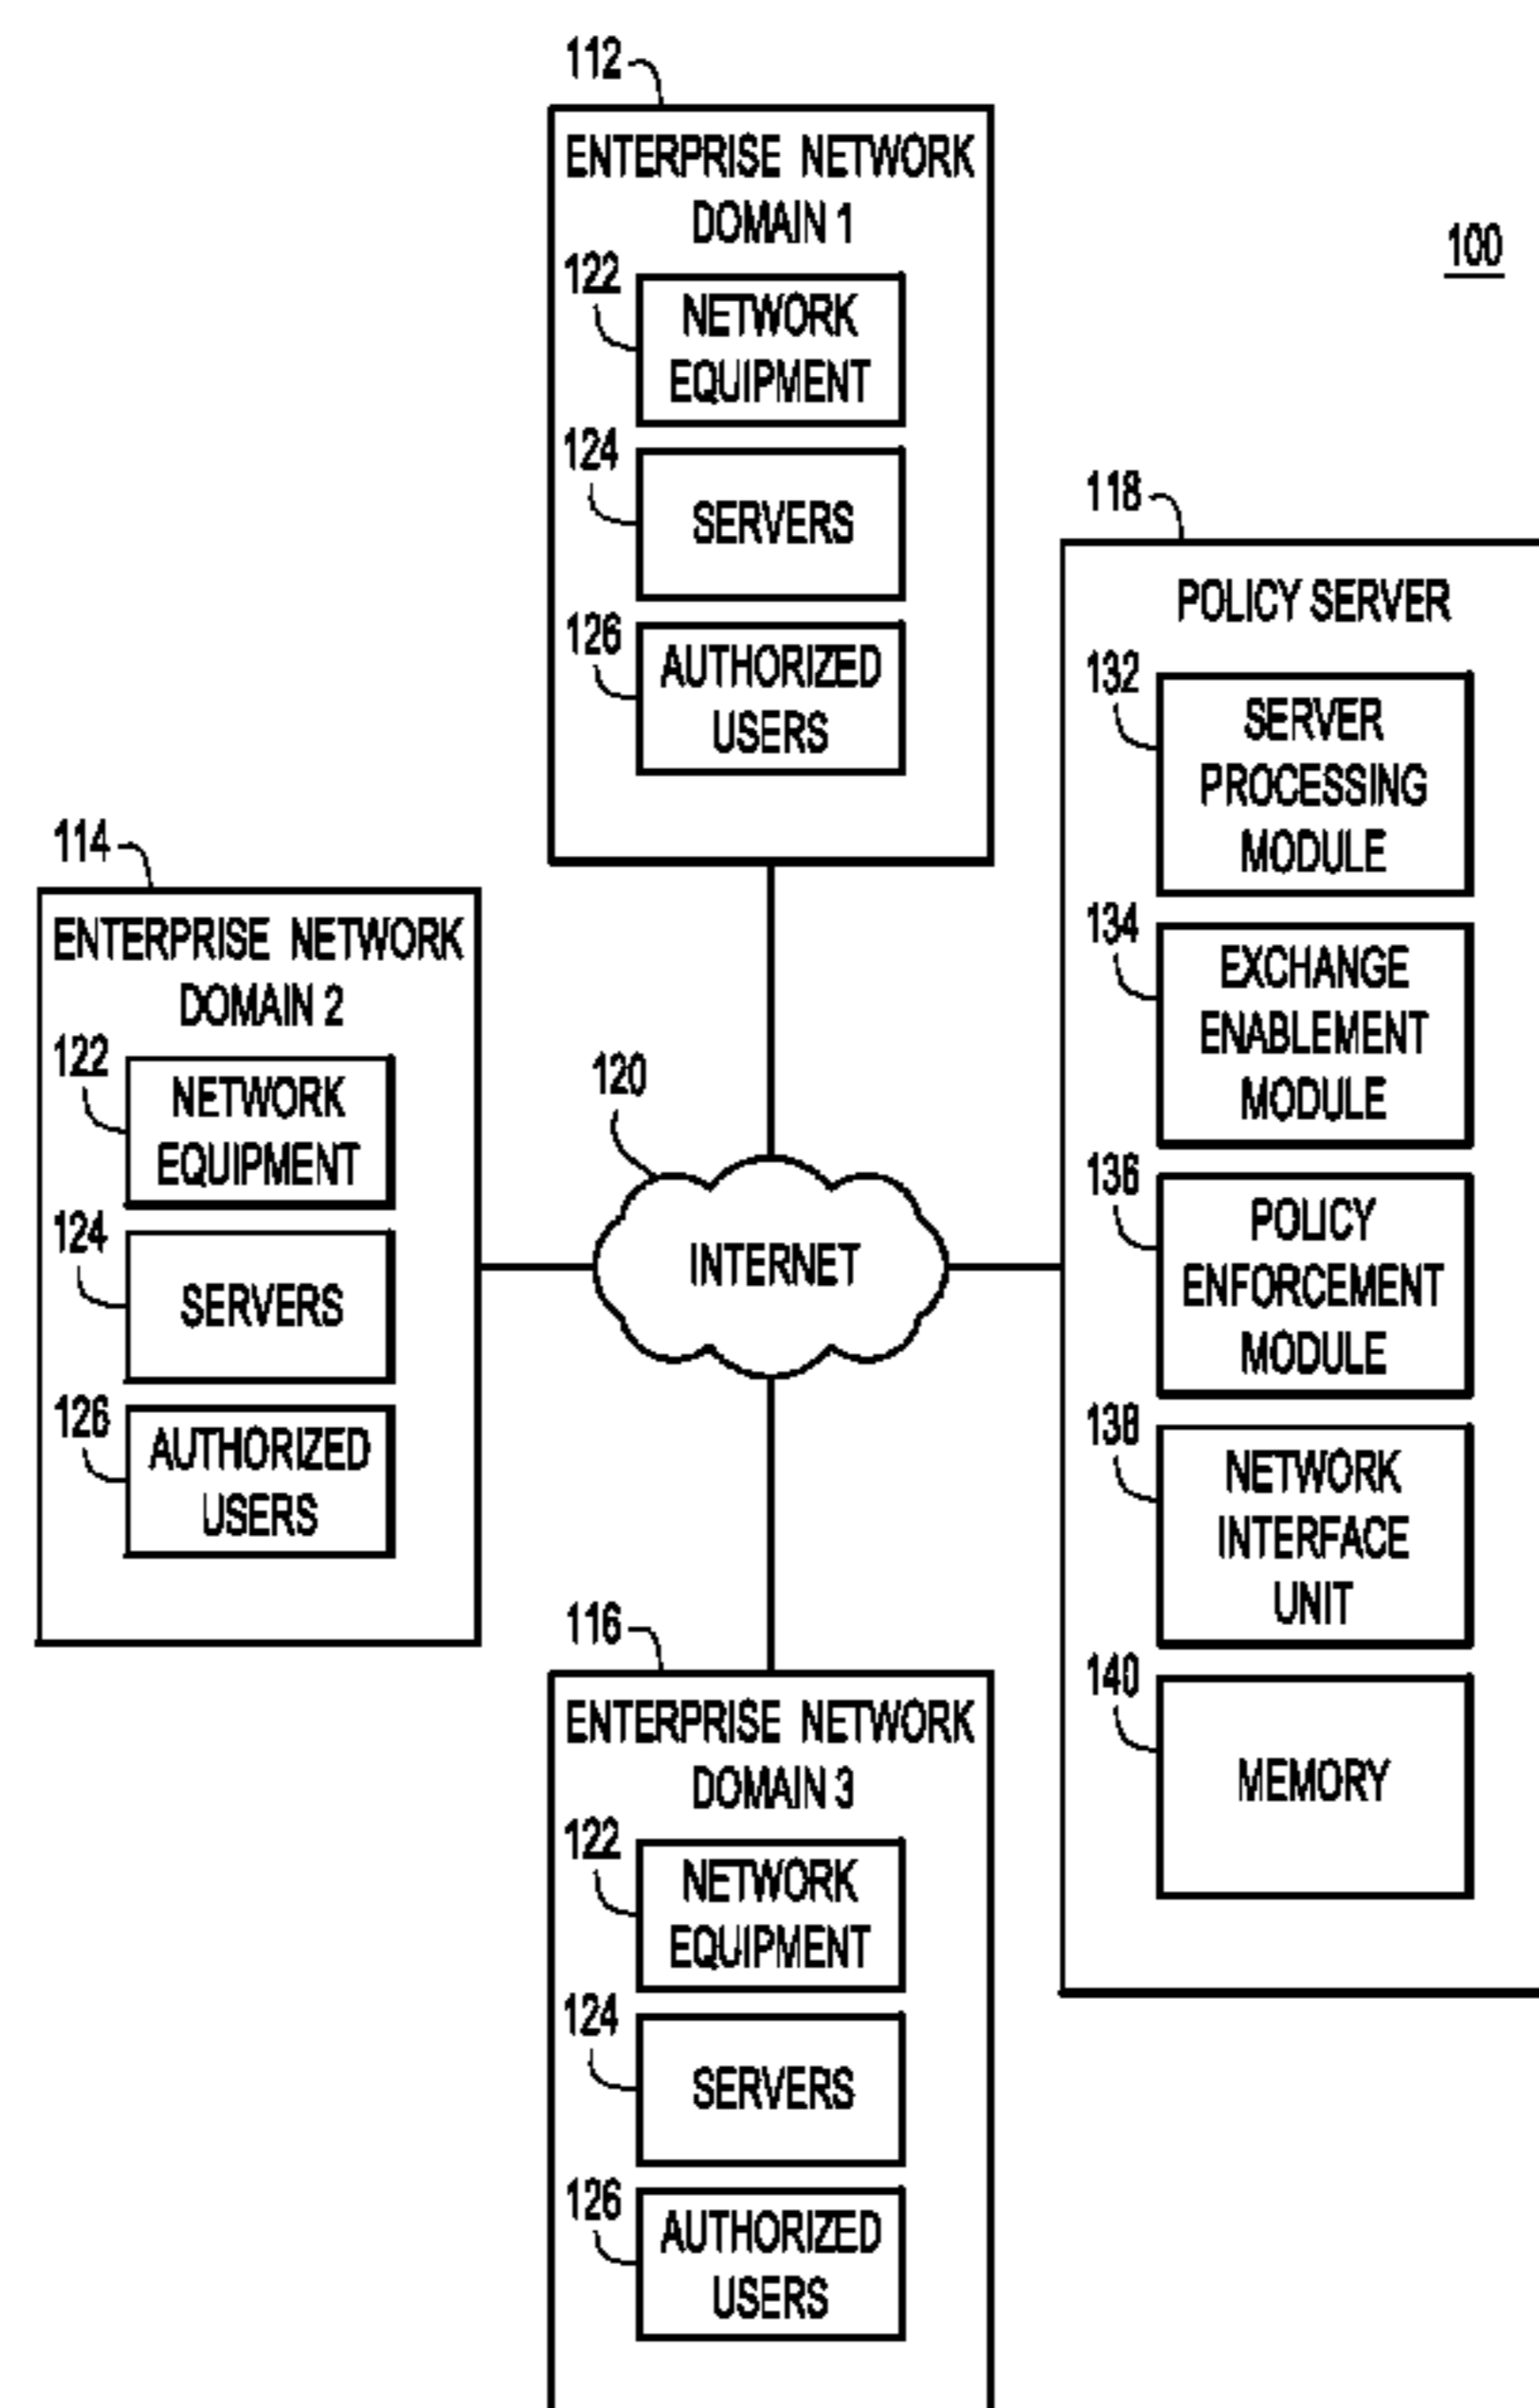 112
ENTERPRISE NETWORK
DOMAIN 1
122
NETWORK
EQUIPMENT
124
SERVERS
126
AUTHORIZED
USERS
100
118
POLICY SERVER
132
SERVER
PROCESSING
MODULE
134
EXCHANGE
ENABLEMENT
MODULE
136
POLICY
ENFORCEMENT
MODULE
138
NETWORK
INTERFACE
UNIT
140
MEMORY
114
ENTERPRISE NETWORK
DOMAIN 2
122
NETWORK
EQUIPMENT
124
SERVERS
126
AUTHORIZED
USERS
120
INTERNET
116
ENTERPRISE NETWORK
DOMAIN 3
122
NETWORK
EQUIPMENT
124
SERVERS
126
AUTHORIZED
USERS